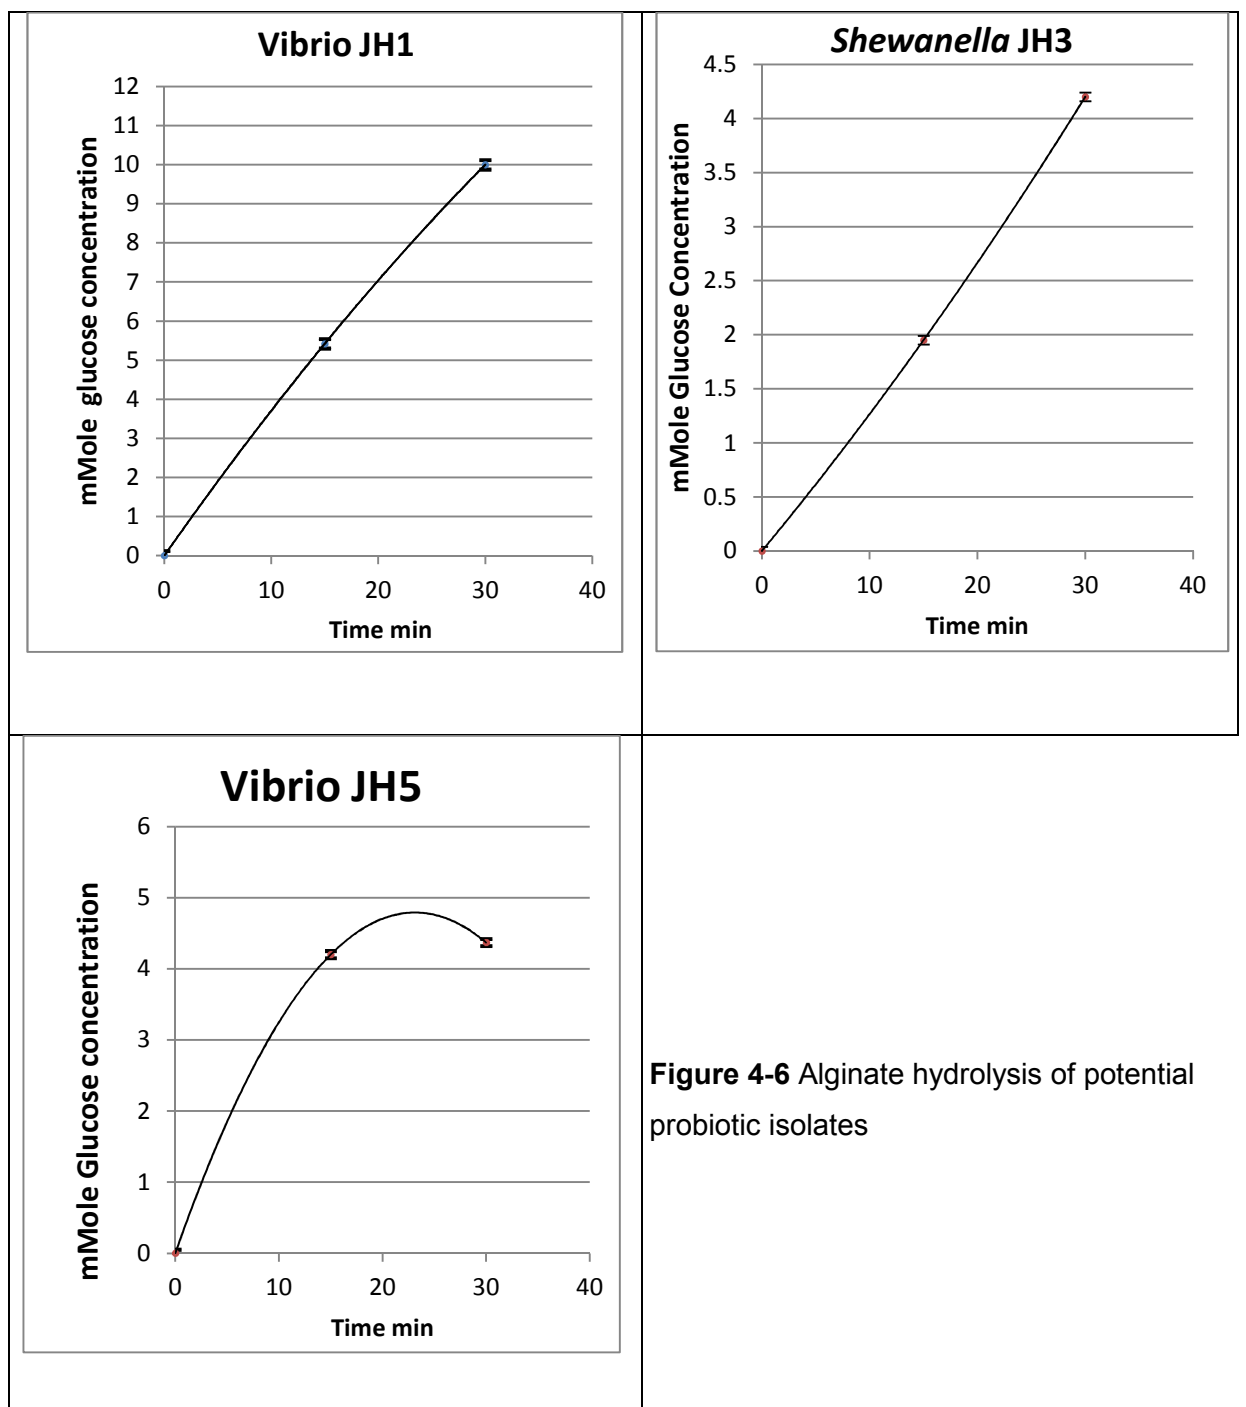 Vibrio JH1
mMole glucose concentration
12
11
10
9
8
7
6
5
4
3
2
1
0
0 10 20 30 40
Time min
Shewanella JH3
mMole Glucose Concentration
4.5
4
3.5
3
2.5
2
1.5
1
0.5
0
0 10 20 30 40
Time min
Vibrio JH5
mMole Glucose concentration
6
5
4
3
2
1
0
0 10 20 30 40
Time min
Figure 4-6 Alginate hydrolysis of potential
probiotic isolates